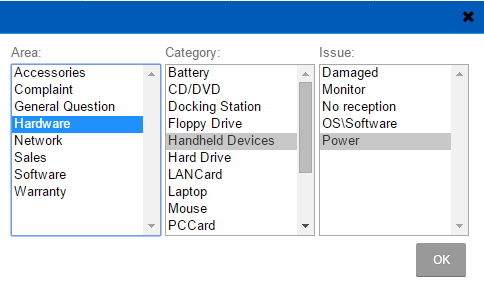 Area:
Accessories
Complaint
General Question
Hardware
Network
Sales
Software
Warranty
Category:
Battery
CD/DVD
Docking Station
Floppy Drive
Handheld Devices
Hard Drive
LANCard
Laptop
Mouse
PCCard
Issue:
Damaged
Monitor
No reception
OS\Software
Power
OK